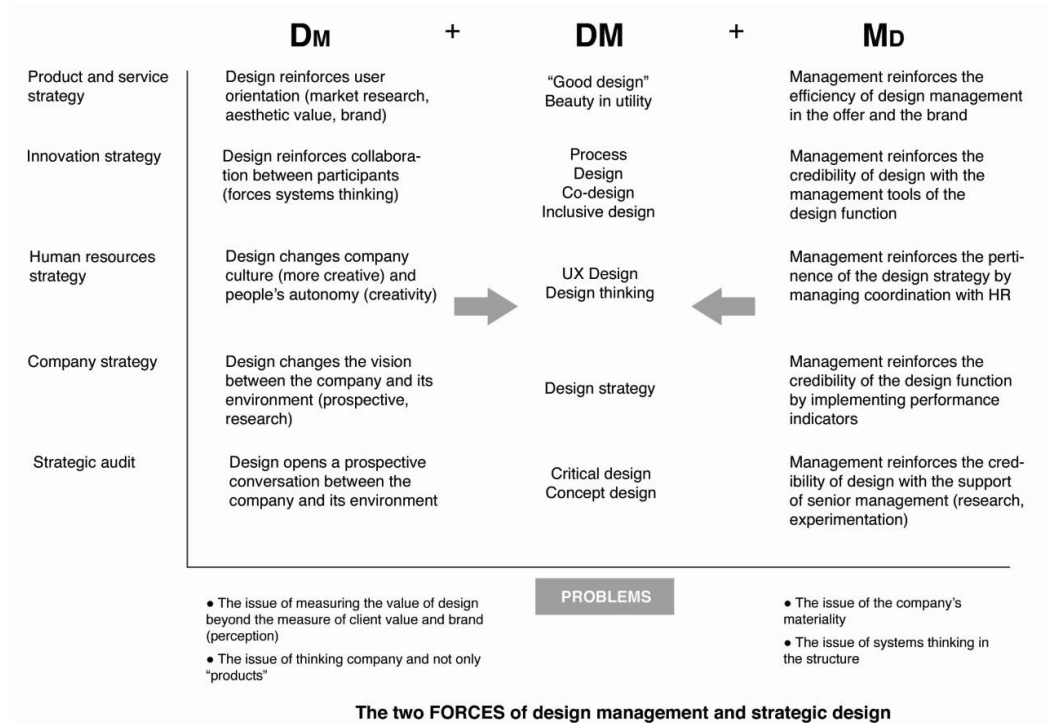 DM + DM + MD
Product and service
strategy
Design reinforces user
orientation (market research,
aesthetic value, brand)
“Good design”
Beauty in utility
Management reinforces the
efficiency of design management
in the offer and the brand
Innovation strategy
Design reinforces collabora-
tion between participants
(forces systems thinking)
Process
Design
Co-design
Inclusive design
Management reinforces the
credibility of design with the
management tools of the
design function
Human resources
strategy
Design changes company
culture (more creative) and
people’s autonomy (creativity)
UX Design
Design thinking
Management reinforces the perti-
nence of the design strategy by
managing coordination with HR
Company strategy
Design changes the vision
between the company and its
environment (prospective,
research)
Design strategy
Management reinforces the
credibility of the design function
by implementing performance
indicators
Strategic audit
Design opens a prospective
conversation between the
company and its environment
Critical design
Concept design
Management reinforces the cred-
ibility of design with the support
of senior management (research,
experimentation)
● The issue of measuring the value of design
beyond the measure of client value and brand
(perception)
● The issue of thinking company and not only
“products”
PROBLEMS
● The issue of the company’s
materiality
● The issue of systems thinking in
the structure
The two FORCES of design management and strategic design